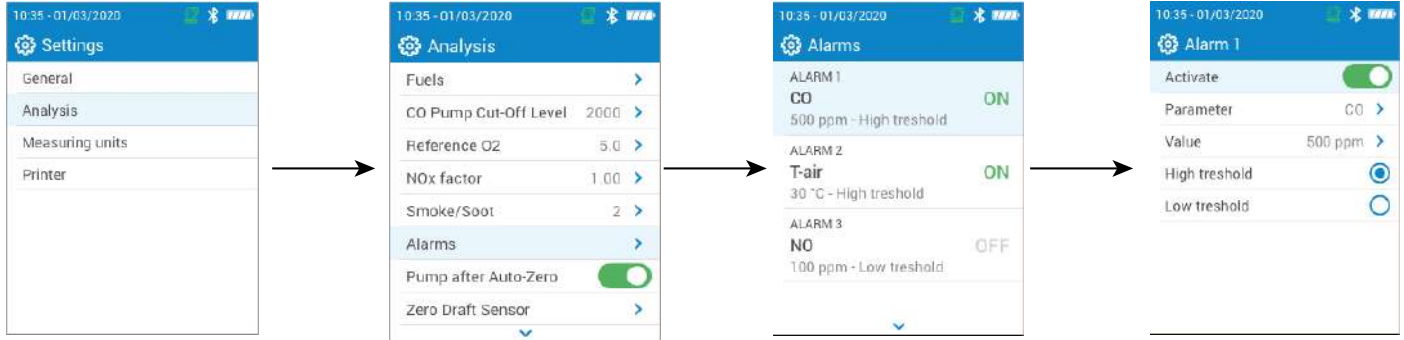 10:35 - 01/03/2020
Settings
General
Analysis
Measuring units
Printer
10:35 - 01/03/2020
Analysis
Fuels
CO Pump Cut-Off Level 2000
Reference O2 5.0
NOx factor 1.00
Smoke/Soot 2
Alarms
Pump after Auto-Zero
Zero Draft Sensor
10:35 - 01/03/2020
Alarms
ALARM 1
CO ON
500 ppm - High treshold
ALARM 2
T-air ON
30 °C - High treshold
ALARM 3
NO OFF
100 ppm - Low treshold
10:35 - 01/03/2020
Alarm 1
Activate
Parameter CO
Value 500 ppm
High treshold
Low treshold